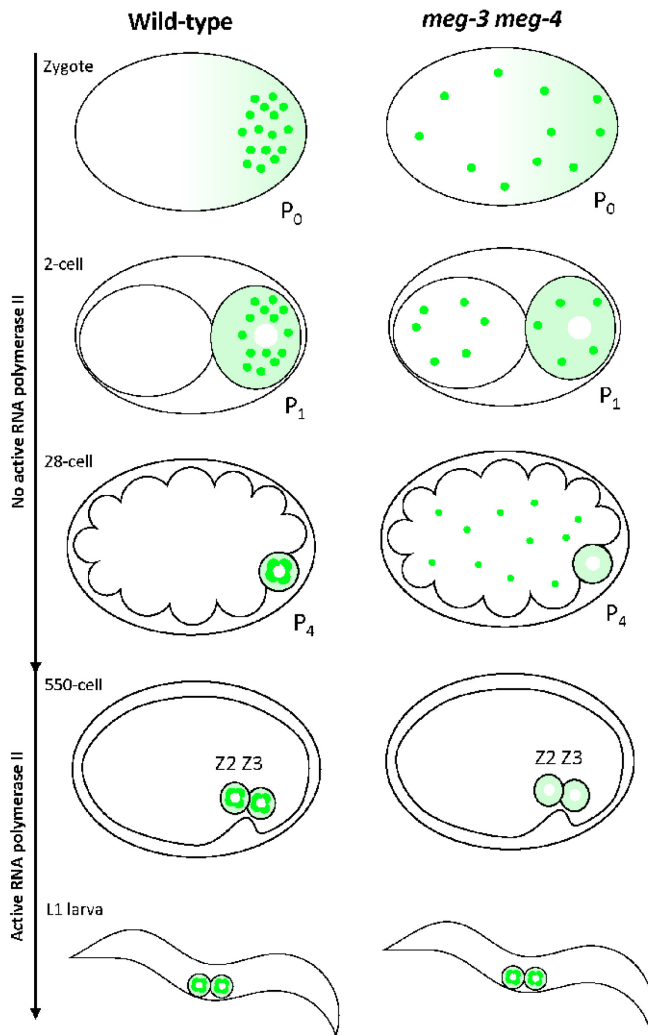 Wild-type
meg-3 meg-4
Zygote
P0
P0
2-cell
P1
P1
No active RNA polymerase II
28-cell
P4
P4
550-cell
Z2 Z3
Z2 Z3
Active RNA polymerase II
L1 larva